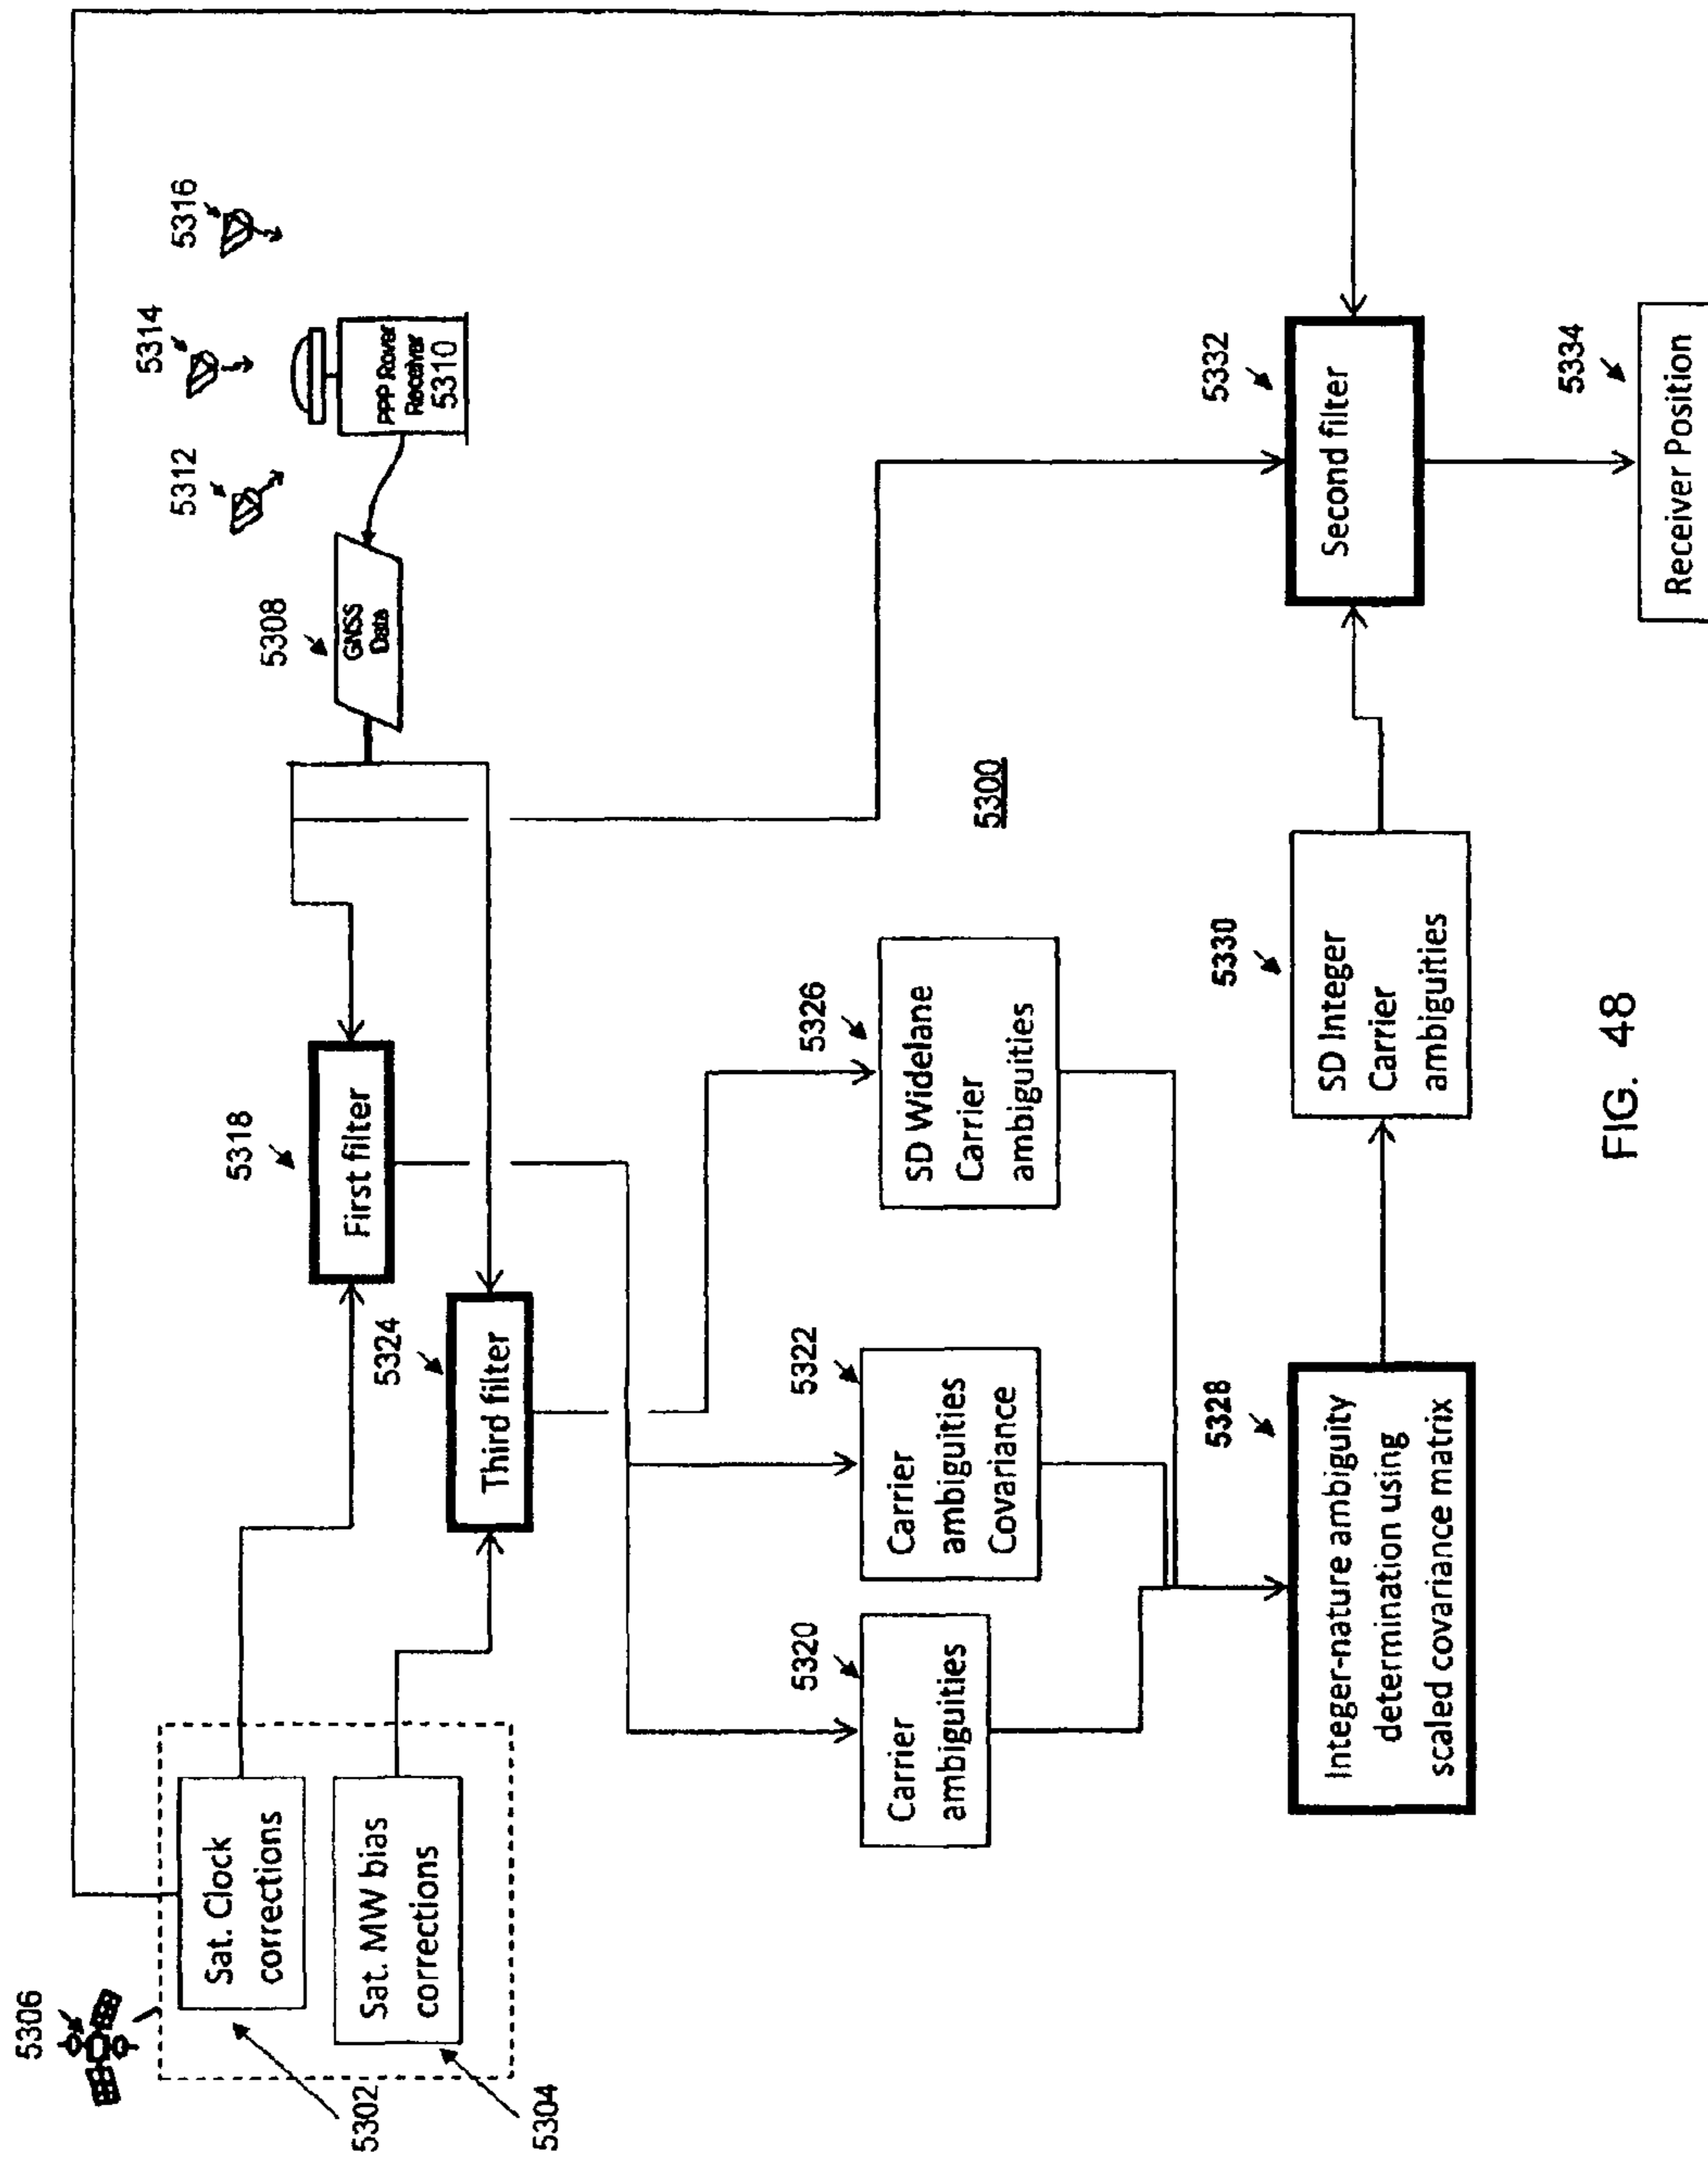 5306
5302
5304
Sat. Clock
corrections
Sat. MW bias
corrections
5318
First filter
5324
Third filter
5308
GNSS
Data
5312
5314
5316
PPP Rover
Receiver
5310
5320
Carrier
ambiguities
5322
Carrier
ambiguities
Covariance
5326
SD Widelane
Carrier
ambiguities
5300
5328
Integer-nature ambiguity
determination using
scaled covariance matrix
5330
SD Integer
Carrier
ambiguities
5332
Second filter
5334
Receiver Position
FIG. 48